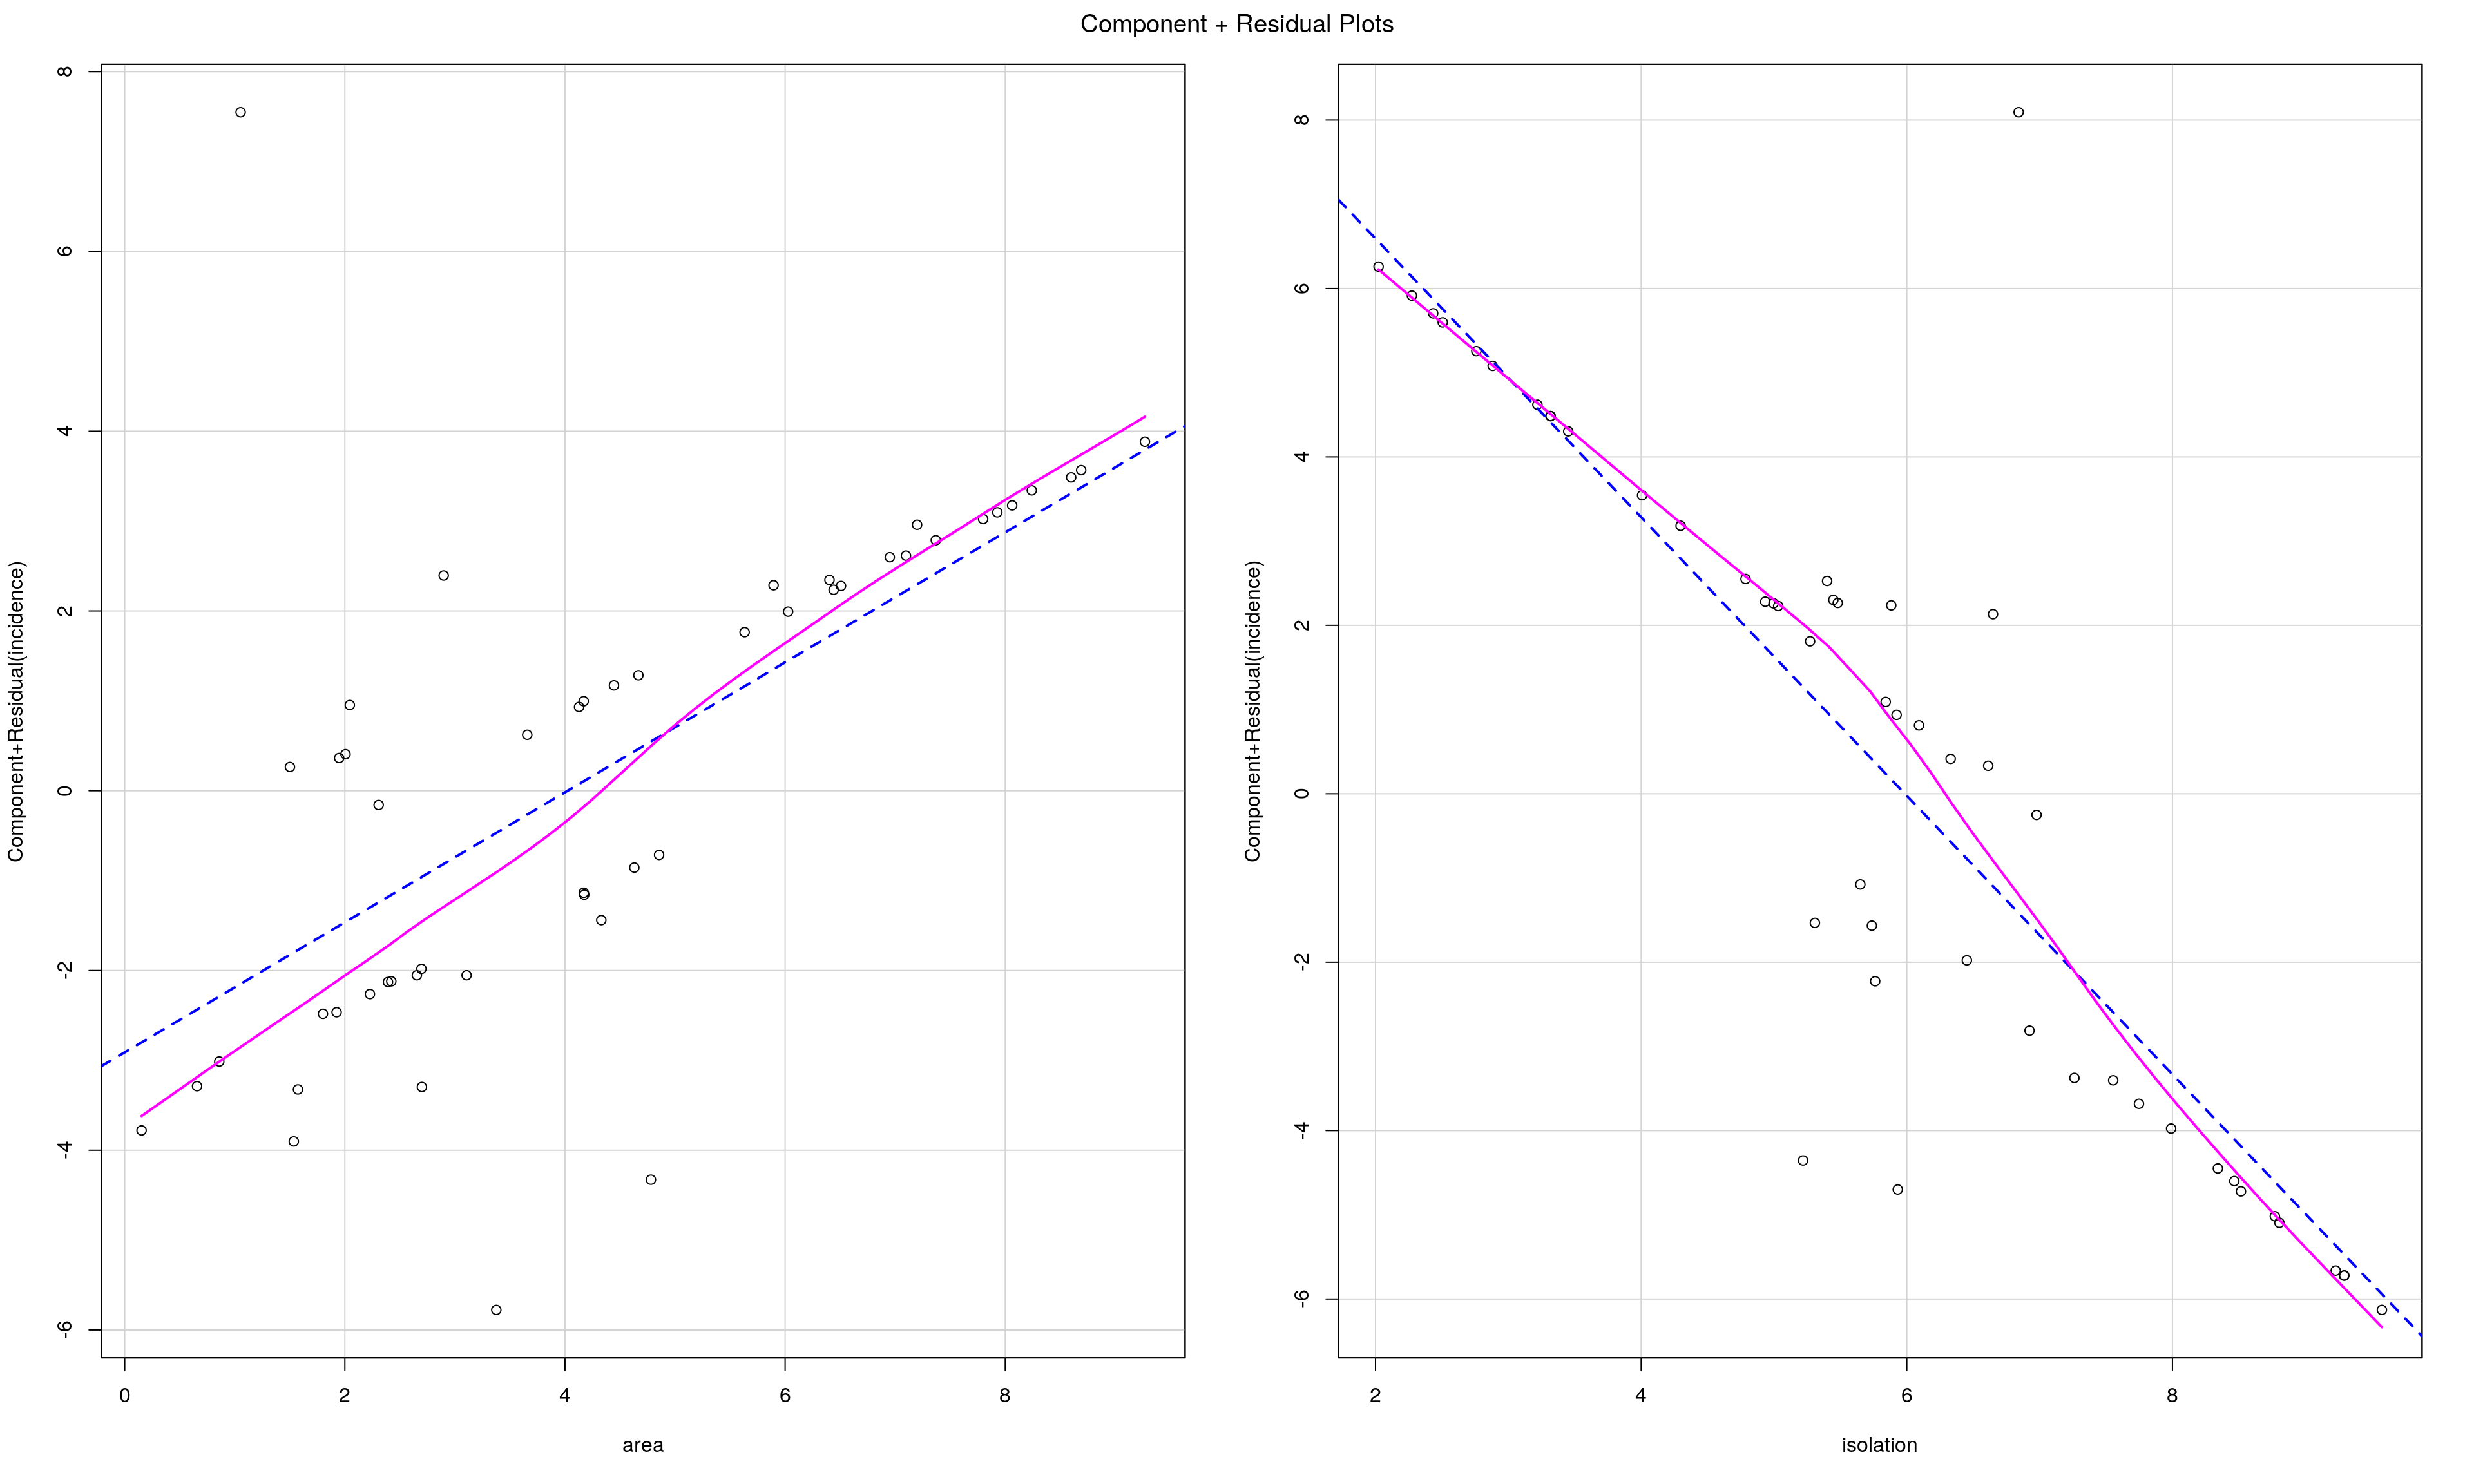 Component + Residual Plots
Component+Residual(incidence)
8
6
4
2
0
-2
-4
-6
0 2 4 6 8
area
Component+Residual(incidence)
8
6
4
2
0
-2
-4
-6
2 4 6 8
isolation